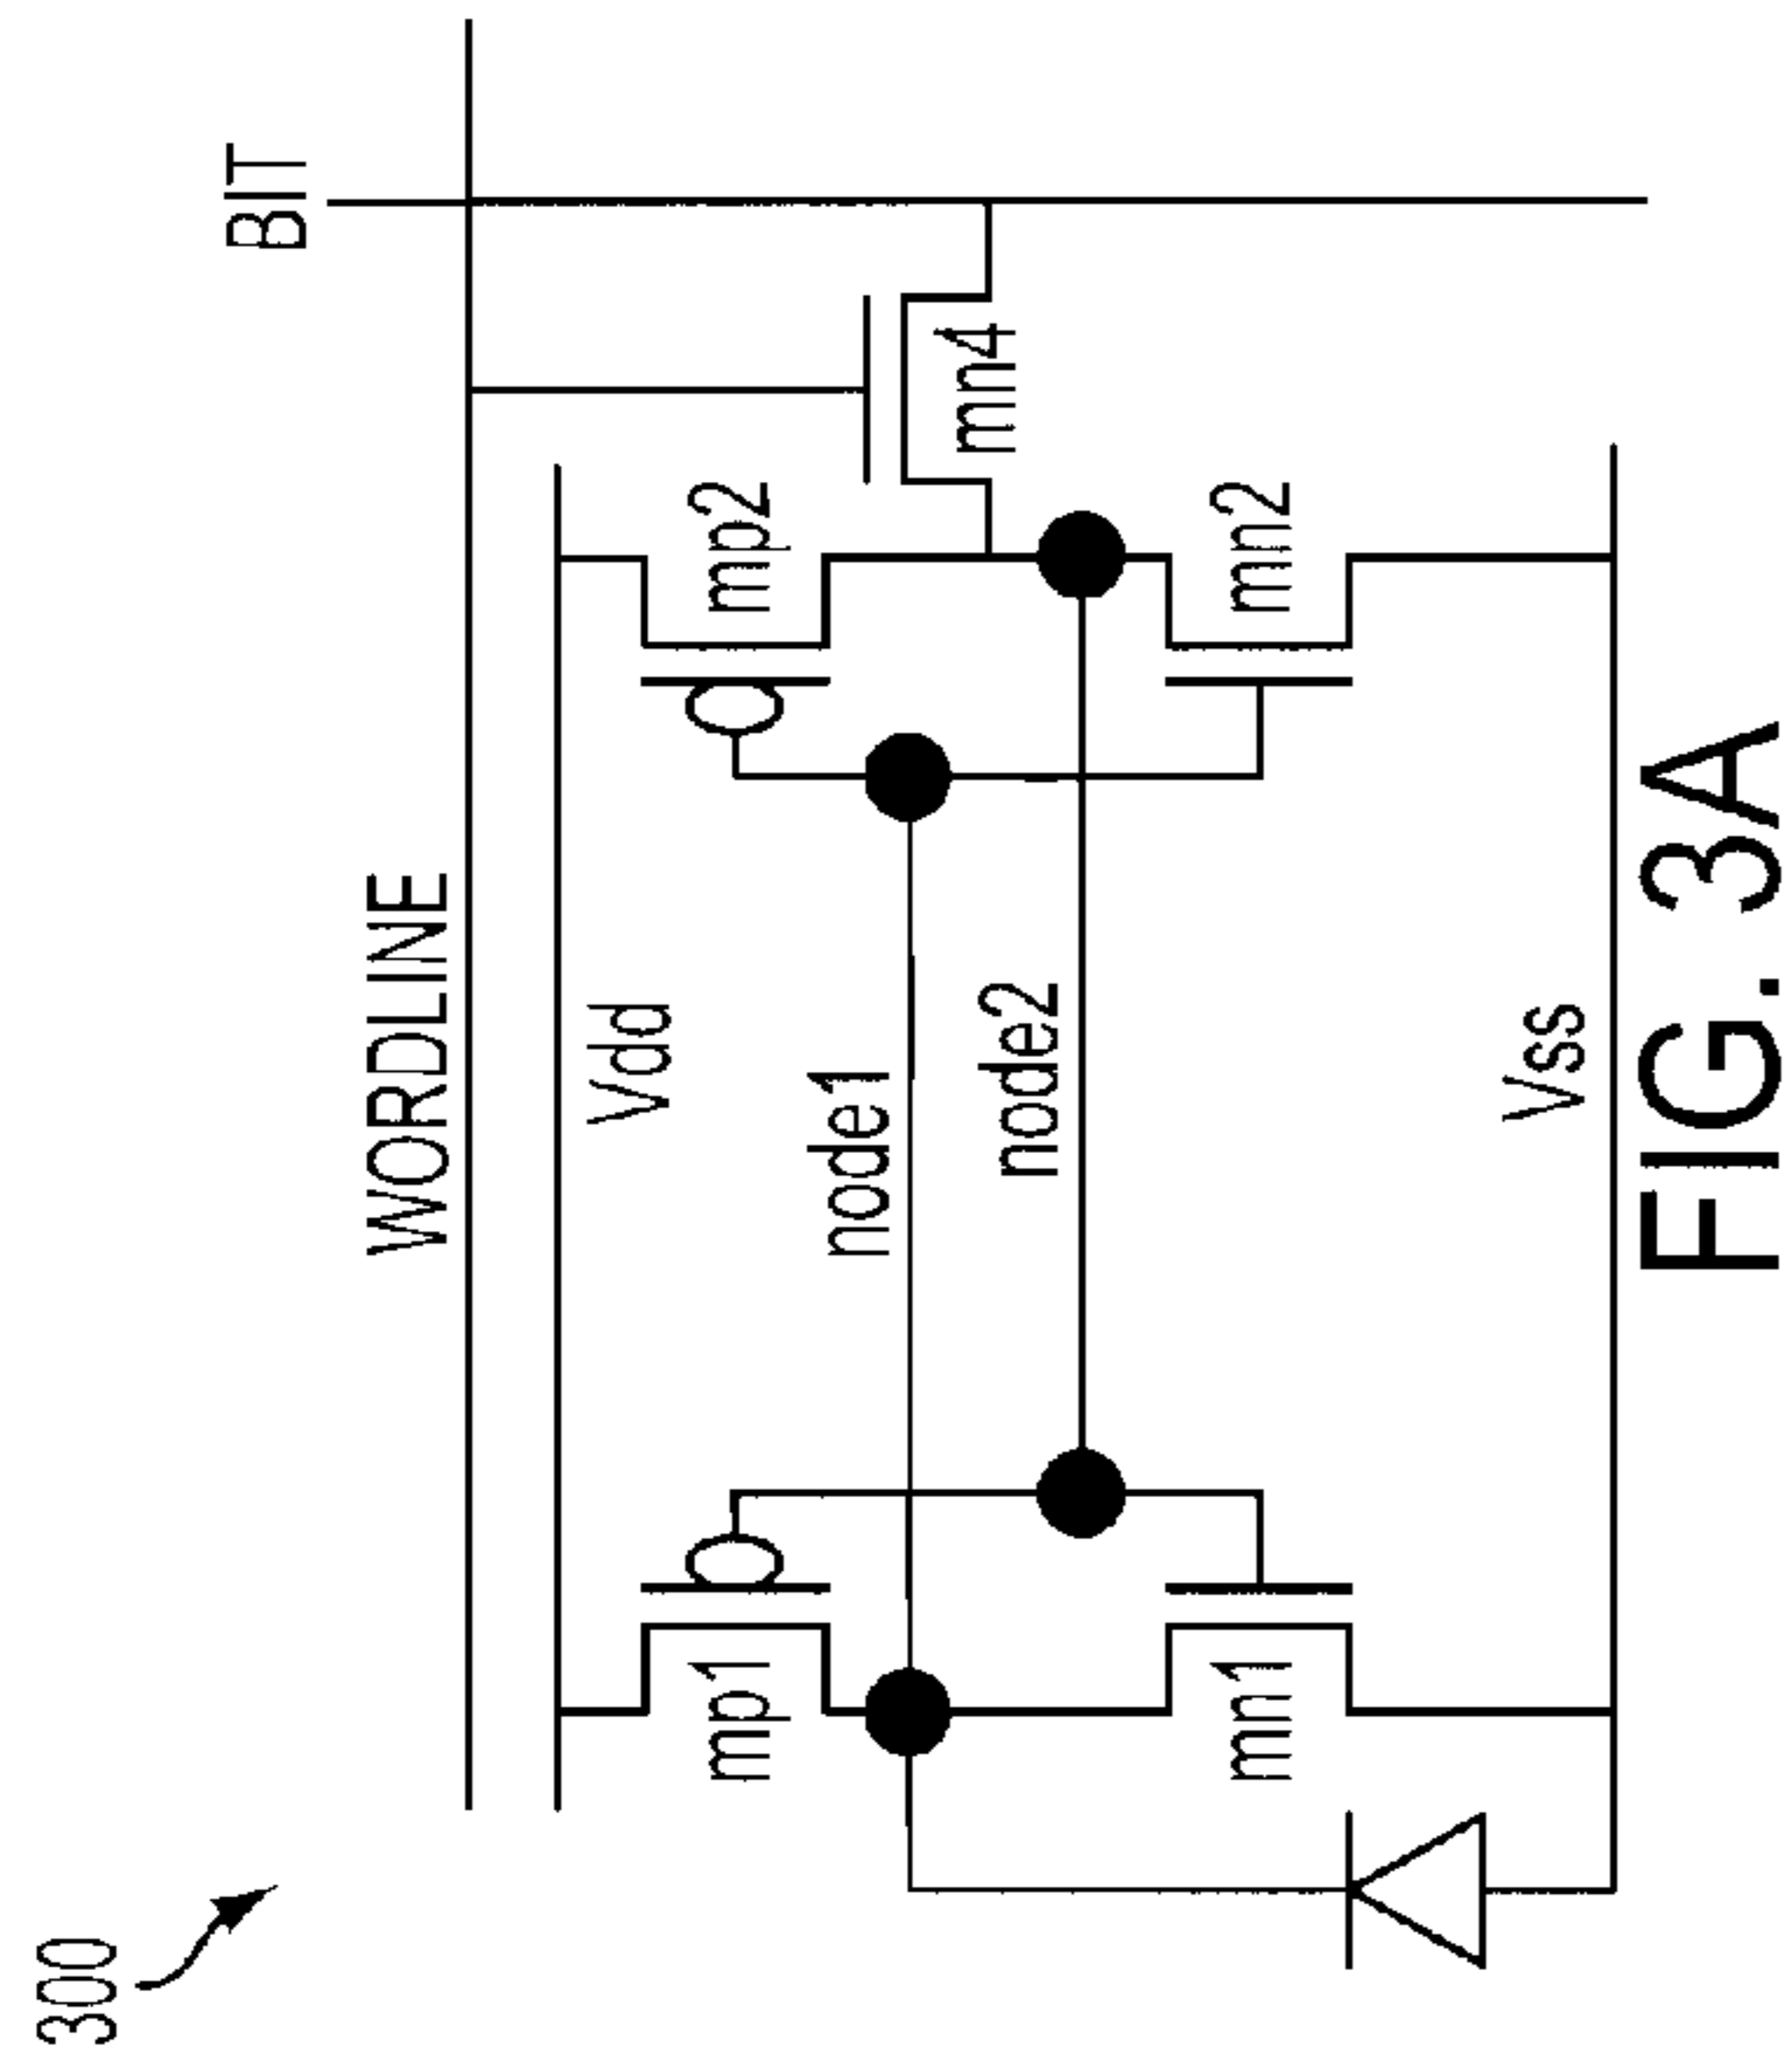 300
BIT
WORDLINE
Vdd
mp1
mp2
node1
mn4
node2
mn1
mn2
Vss
FIG. 3A